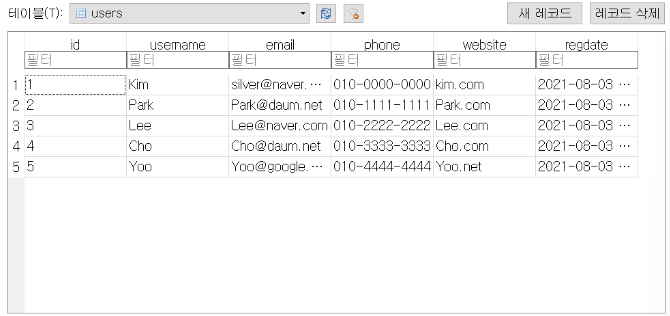 테이블(T): users 새 레코드 레코드 삭제
id username email phone website regdate
필터 필터 필터 필터 필터 필터
1 1 Kim silver@naver. ⋯ 010-0000-0000 kim.com 2021-08-03 ⋯
2 2 Park Park@daum.net 010-1111-1111 Park.com 2021-08-03 ⋯
3 3 Lee Lee@naver.com 010-2222-2222 Lee.com 2021-08-03 ⋯
4 4 Cho Cho@daum.net 010-3333-3333 Cho.com 2021-08-03 ⋯
5 5 Yoo Yoo@google. ⋯ 010-4444-4444 Yoo.net 2021-08-03 ⋯